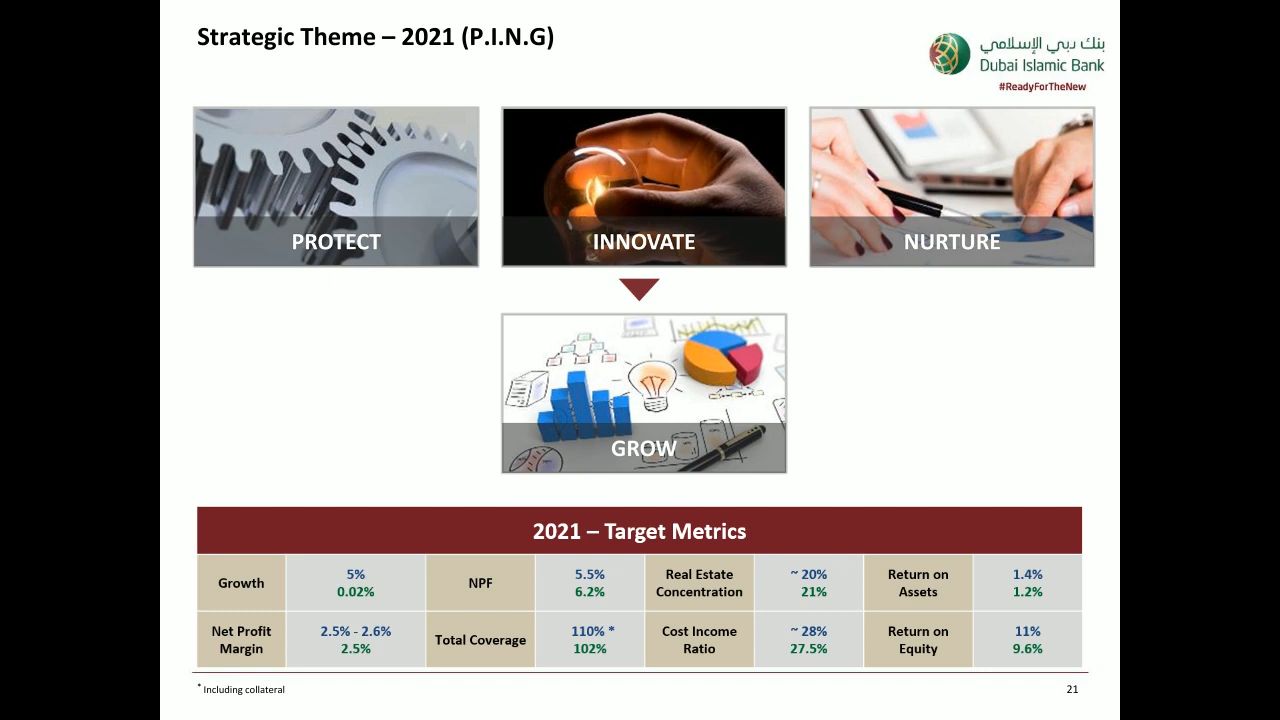 Strategic Theme – 2021 (P.I.N.G)
بنك دبي الإسلامي
Dubai Islamic Bank
#ReadyForTheNew
PROTECT
INNOVATE
NURTURE
GROW
2021 – Target Metrics
Growth
5%
0.02%
NPF
5.5%
6.2%
Real Estate
Concentration
~ 20%
21%
Return on
Assets
1.4%
1.2%
Net Profit
Margin
2.5% - 2.6%
2.5%
Total Coverage
110% *
102%
Cost Income
Ratio
~ 28%
27.5%
Return on
Equity
11%
9.6%
* Including collateral
21